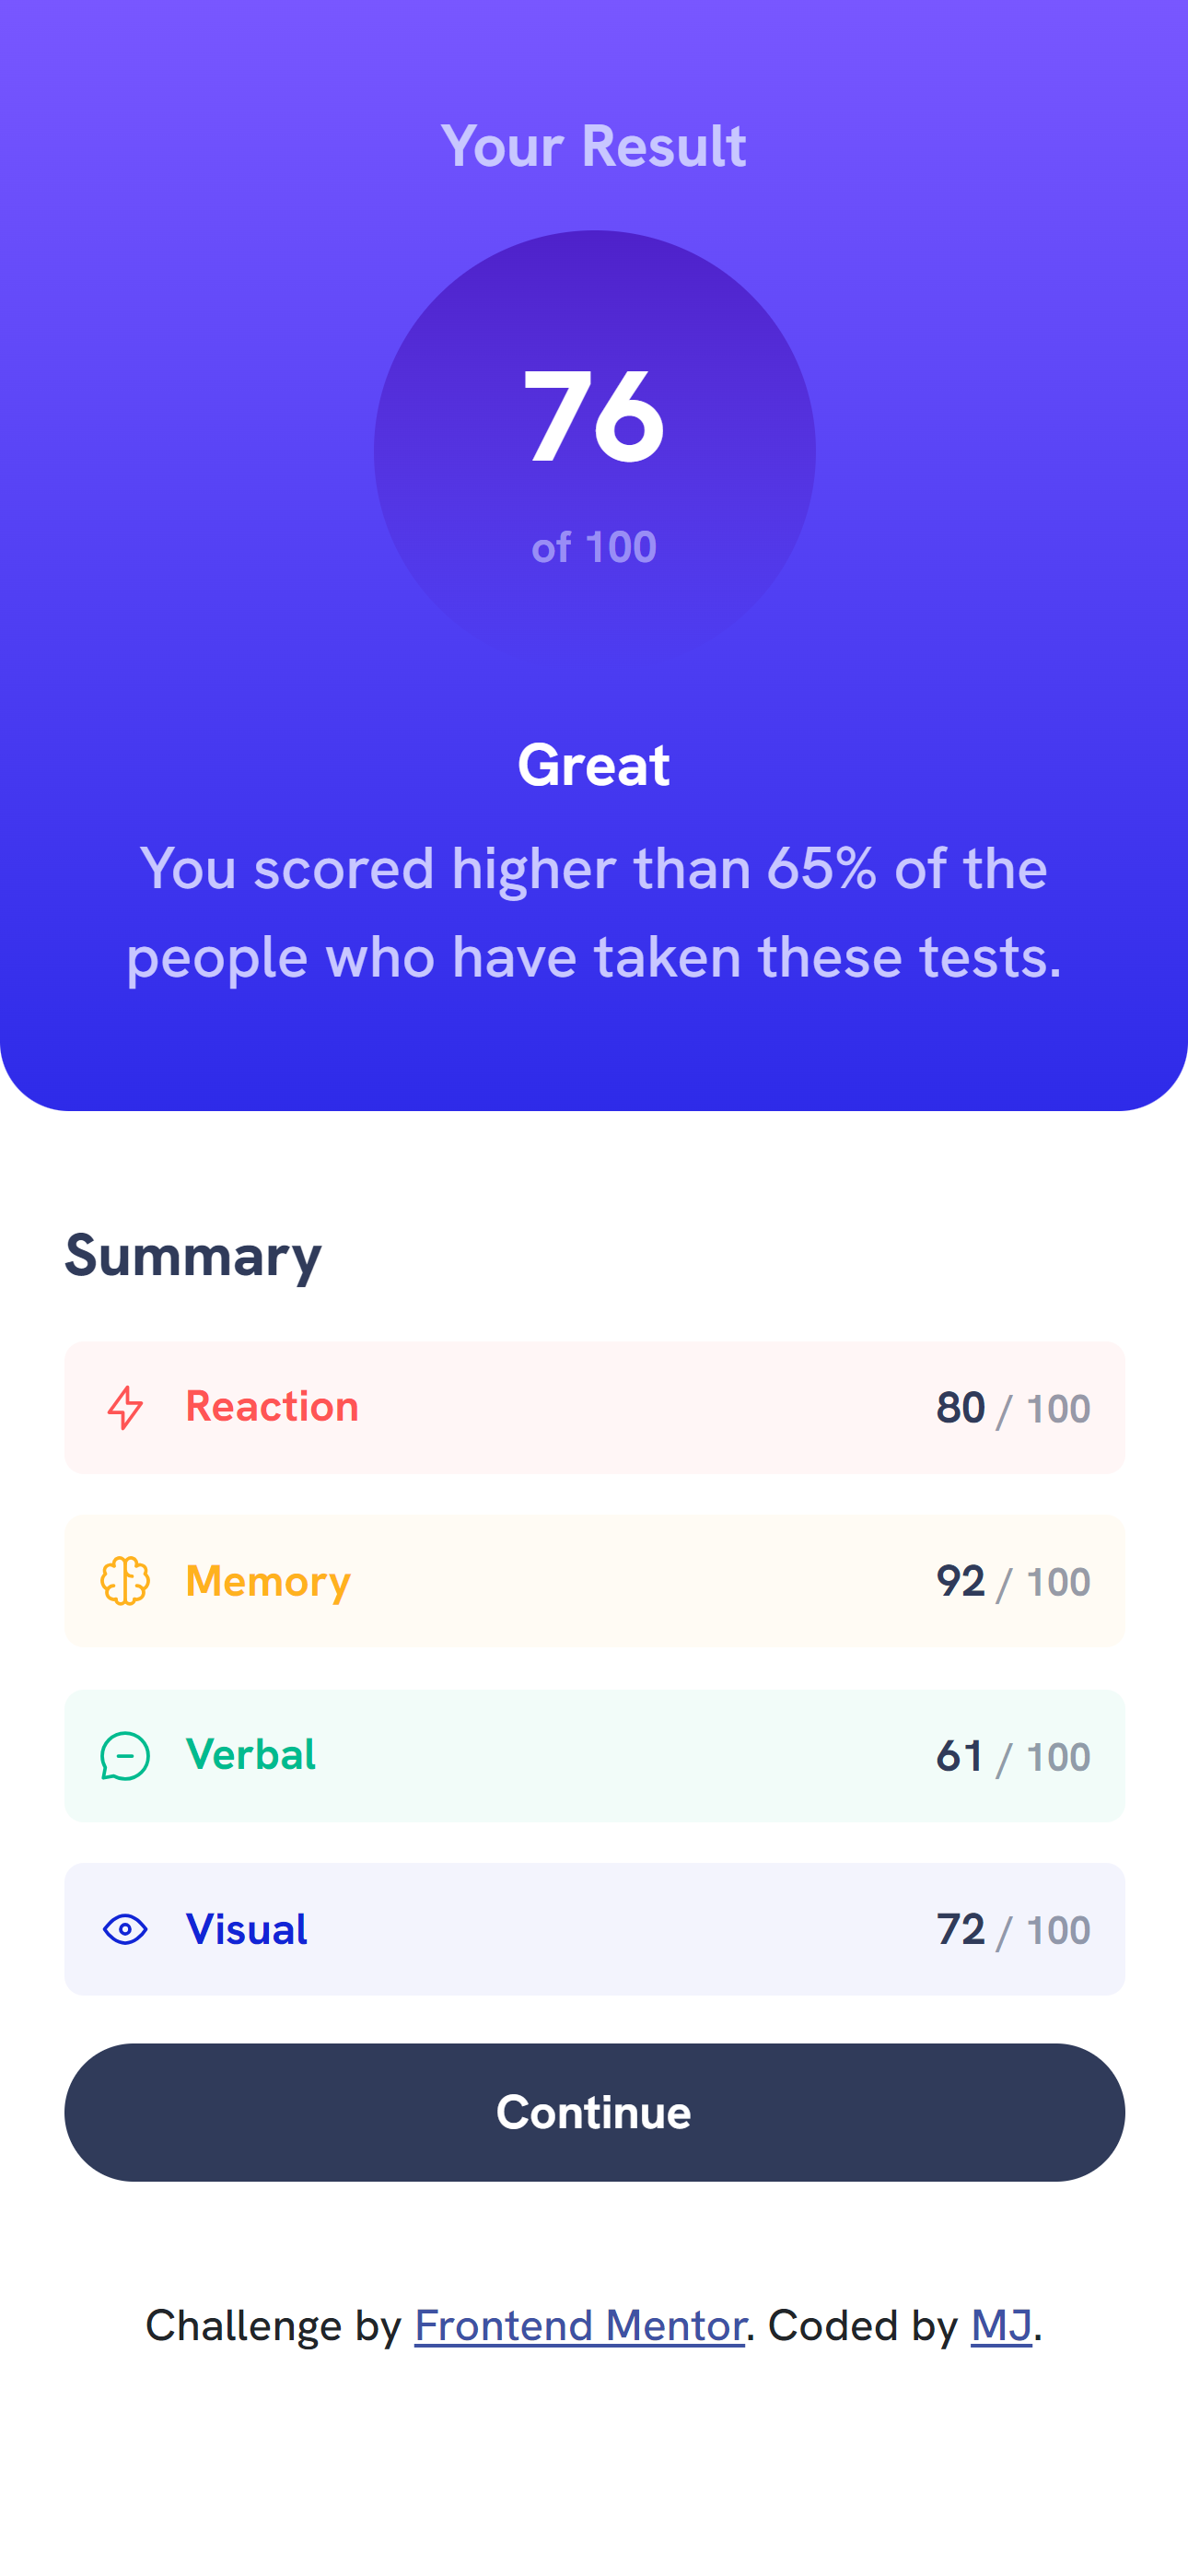 Your Result
76
of 100
Great
You scored higher than 65% of the
people who have taken these tests.
Summary
Reaction 80 / 100
Memory 92 / 100
Verbal 61 / 100
Visual 72 / 100
Continue
Challenge by Frontend Mentor. Coded by MJ.